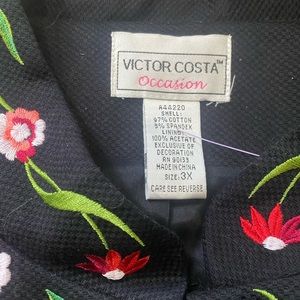 VICTOR COSTA™
Occasion
A44220
SHELL:
97% COTTON
3% SPANDEX
LINING:
100% ACETATE
EXCLUSIVE OF
DECORATION
RN 90133
MADE IN CHINA
SIZE: 3X
CARE SEE REVERSE